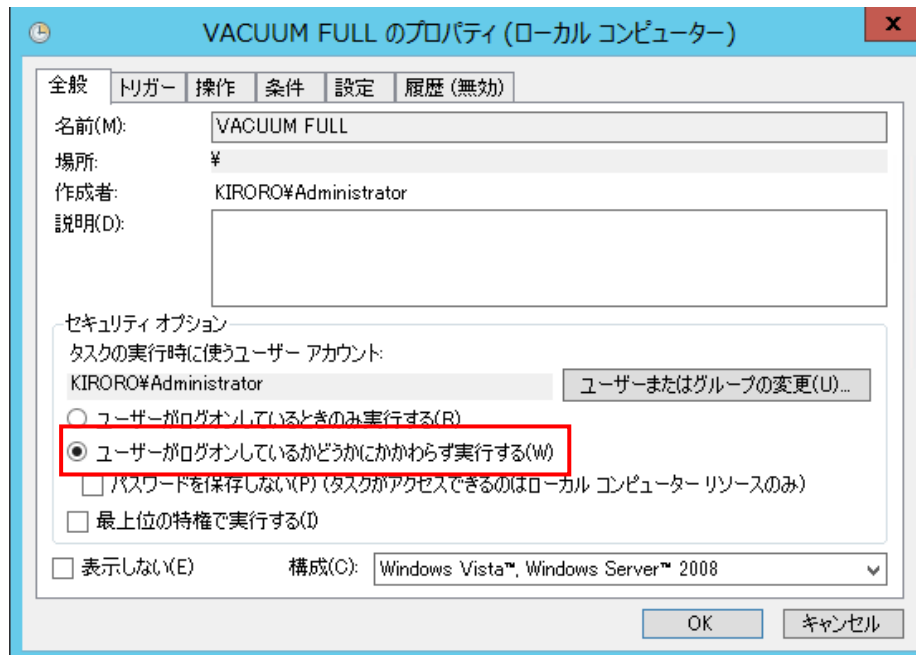 VACUUM FULL のプロパティ (ローカル コンピューター)
x
全般 トリガー 操作 条件 設定 履歴 (無効)
名前(M): VACUUM FULL
場所: ¥
作成者: KIRORO¥Administrator
説明(D):
セキュリティ オプション
タスクの実行時に使うユーザー アカウント:
KIRORO¥Administrator ユーザーまたはグループの変更(U)...
ユーザーがログオンしているときのみ実行する(R)
ユーザーがログオンしているかどうかにかかわらず実行する(W)
パスワードを保存しない(P) (タスクがアクセスできるのはローカル コンピューター リソースのみ)
最上位の特権で実行する(I)
表示しない(E) 構成(C): Windows Vista™, Windows Server™ 2008
OK キャンセル